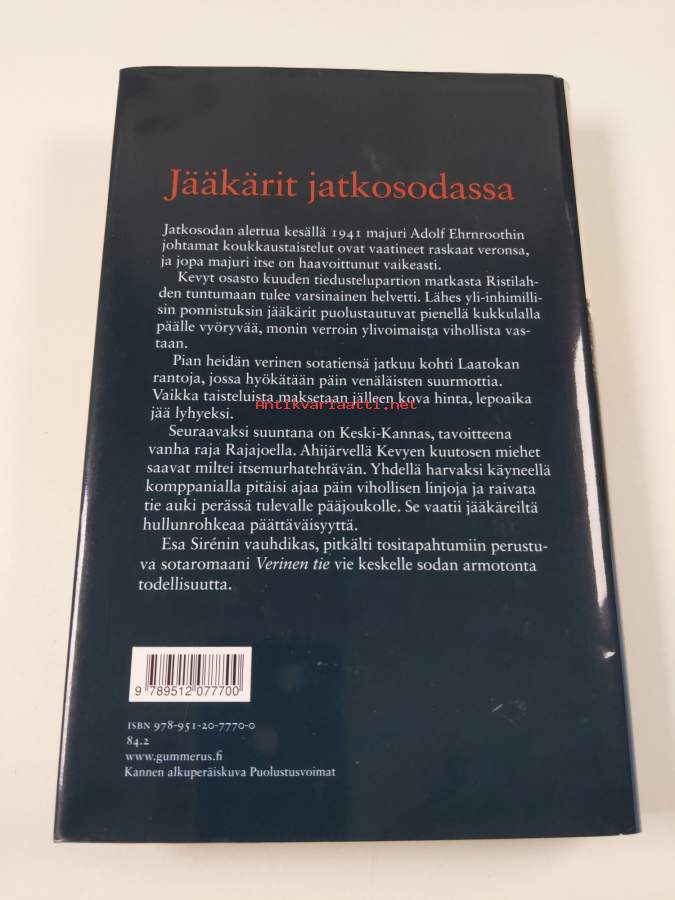 Jääkärit jatkosodassa
Jatkosodan alettua kesällä 1941 majuri Adolf Ehrnroothin
johtamat koukkaustaistelut ovat vaatineet raskaat veronsa,
ja jopa majuri itse on haavoittunut vaikeasti.
Kevyt osasto kuuden tiedustelupartion matkasta Ristilah-
den tuntumaan tulee varsinainen helvetti. Lähes yli-inhimilli-
sin ponnistuksin jääkärit puolustautuvat pienellä kukkulalla
päälle vyöryvää, monin verroin ylivoimaista vihollista vas-
taan.
Pian heidän verinen sotatiensä jatkuu kohti Laatokan
rantoja, jossa hyökätään päin venäläisten suurmottia.
Vaikka taisteluista maksetaan jälleen kova hinta, lepoaika
jää lyhyeksi.
Antikvariaatti.net
Seuraavaksi suuntana on Keski-Kannas, tavoitteena
vanha raja Rajajoella. Ahijärvellä Kevyen kuutosen miehet
saavat miltei itsemurhatehtävän. Yhdellä harvaksi käyneellä
komppanialla pitäisi ajaa päin vihollisen linjoja ja raivata
tie auki perässä tulevalle pääjoukolle. Se vaatii jääkäreiltä
hullunrohkeaa päättäväisyyttä.
Esa Sirénin vauhdikas, pitkälti tositapahtumiin perustu-
va sotaromaani Verinen tie vie keskelle sodan armotonta
todellisuutta.
9 789512 077700
ISBN 978-951-20-7770-0
84.2
www.gummerus.fi
Kannen alkuperäiskuva Puolustusvoimat